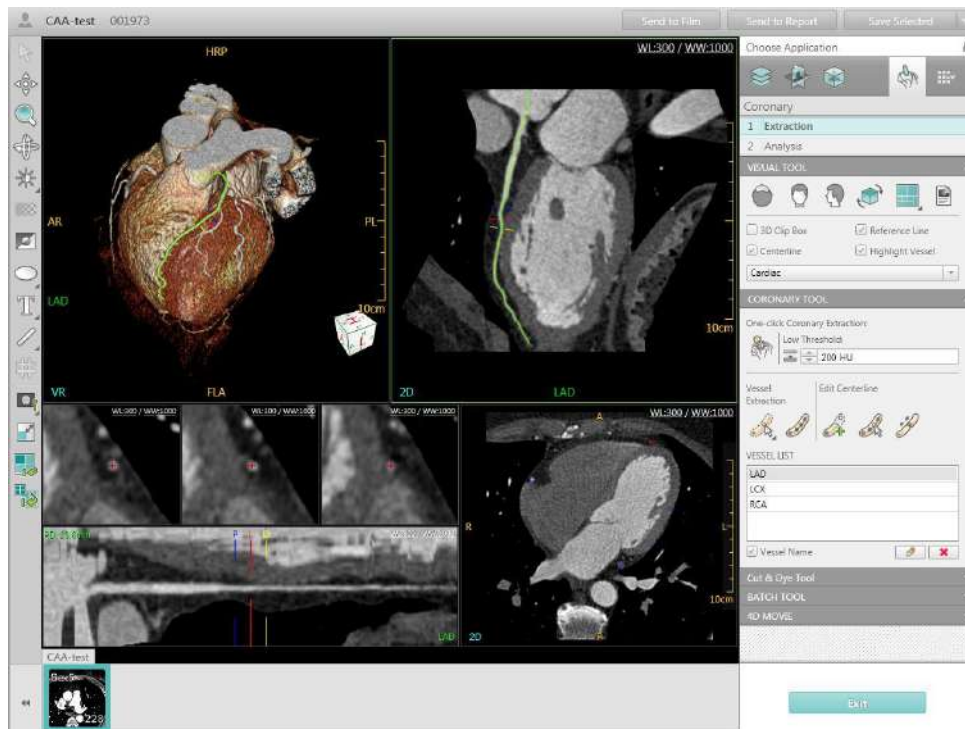 CAA-test 001973
Send to Film Send to Report Save Selected
HRP
AR
PL
LAD
10cm
VR
FLA
WL:300 / WW:1000
10cm
2D
LAD
WL:300 / WW:1000
WL:300 / WW:1000
WL:300 / WW:1000
P
LAD
WL:300 / WW:1000
A
R
L
10cm
2D
CAA-test
228
Choose Application
Coronary
1 Extraction
2 Analysis
VISUAL TOOL
3D Clip Box Reference Line
Centerline Highlight Vessel
Cardiac
CORONARY TOOL
One-click Coronary Extraction:
Low Threshold:
200 HU
Vessel Extraction
Edit Centerline
VESSEL LIST
LAD
LCX
RCA
Vessel Name
Cut & Dye Tool
BATCH TOOL
4D MOVIE
Exit